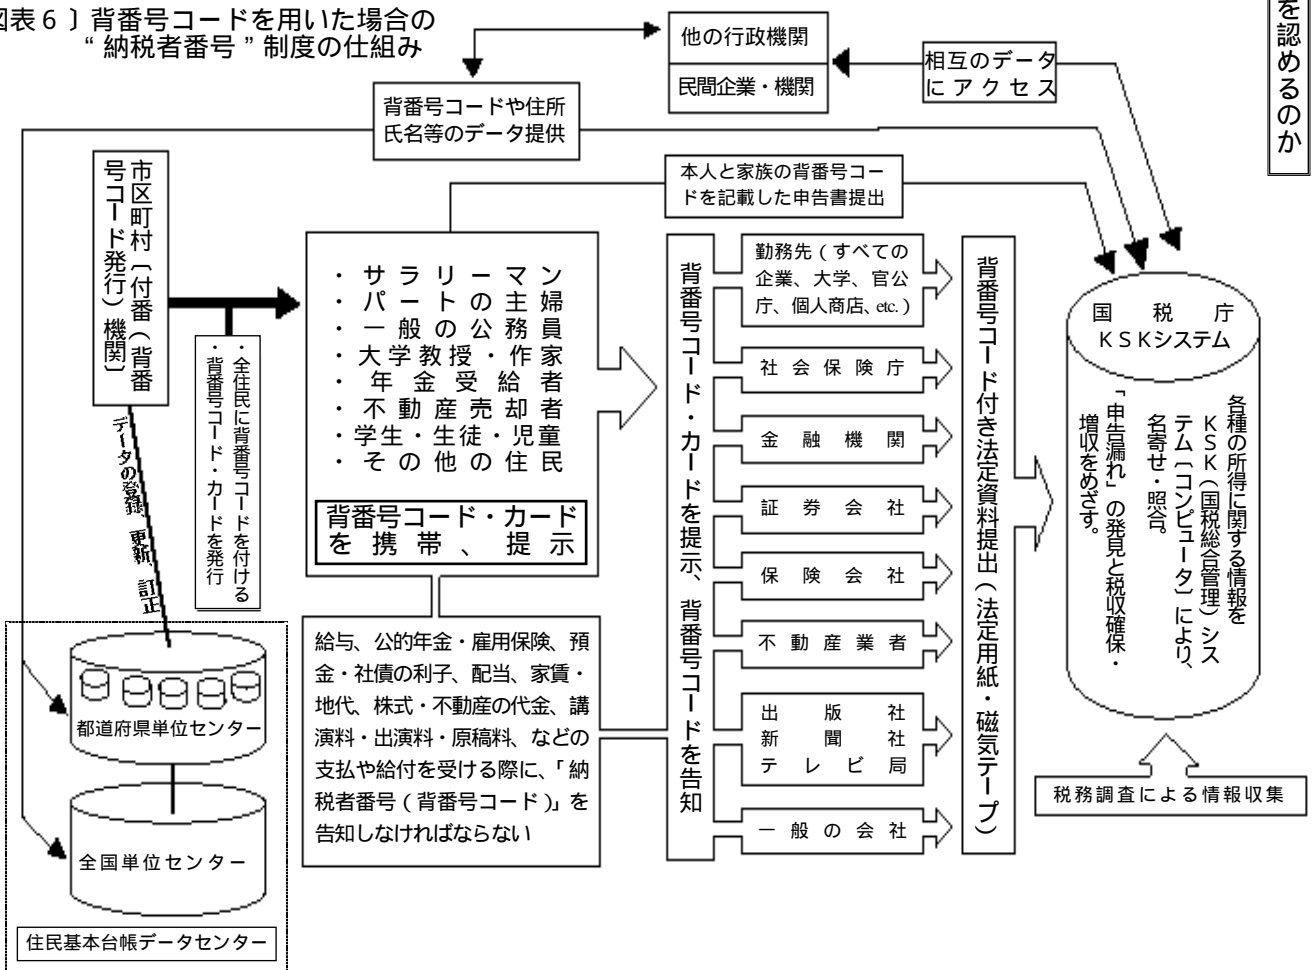 図表６〕背番号コードを用いた場合の
“納税者番号”制度の仕組み
を認めるのか
他の行政機関
民間企業・機関
相互のデータ
にアクセス
背番号コードや住所
氏名等のデータ提供
本人と家族の背番号コー
ドを記載した申告書提出
市区町村〔付番（背番
号コード発行）機関〕
・全住民に背番号コードを付ける
・背番号コード・カードを発行
データの登録、更新、訂正
・サラリーマン
・パートの主婦
・一般の公務員
・大学教授・作家
・年金受給者
・不動産売却者
・学生・生徒・児童
・その他の住民
背番号コード・カード
を携帯、提示
給与、公的年金・雇用保険、預
金・社債の利子、配当、家賃・
地代、株式・不動産の代金、講
演料・出演料・原稿料、などの
支払や給付を受ける際に、「納
税者番号（背番号コード）」を
告知しなければならない
背番号コード・カードを提示、背番号コードを告知
勤務先（すべての
企業、大学、官公
庁、個人商店、etc.）
社会保険庁
金融機関
証券会社
保険会社
不動産業者
出版社
新聞社
テレビ局
一般の会社
背番号コード付き法定資料提出（法定用紙・磁気テープ）
国税庁
ＫＳＫシステム
各種の所得に関する情報を
ＫＳＫ（国税総合管理）シス
テム〔コンピュータ〕により、
名寄せ・照合。
「申告漏れ」の発見と税収確保・
増収をめざす。
税務調査による情報収集
都道府県単位センター
全国単位センター
住民基本台帳データセンター